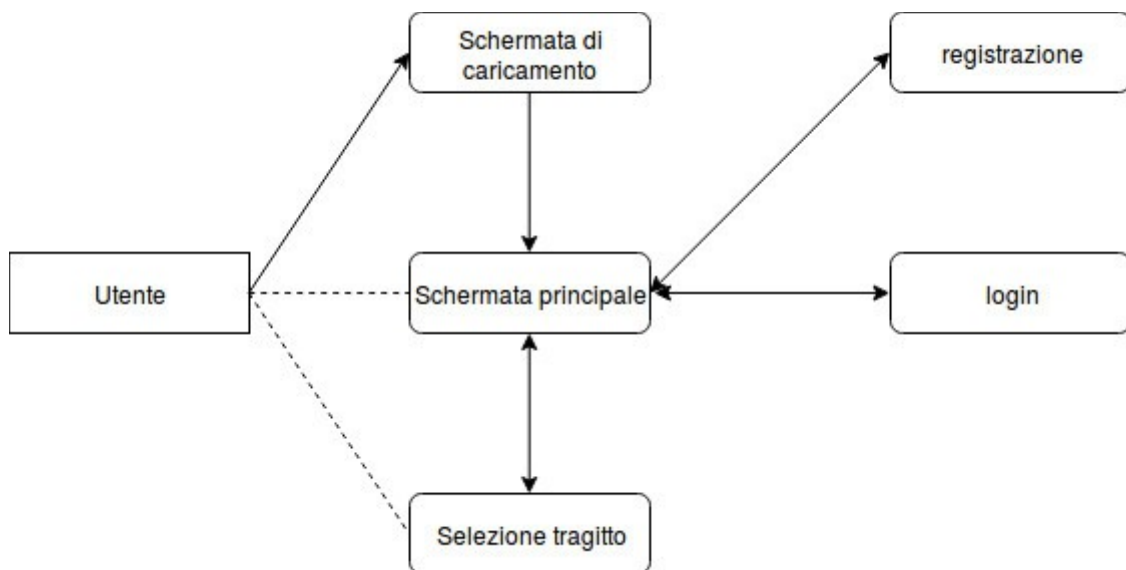 Schermata di
caricamento
registrazione
Utente
Schermata principale
login
Selezione tragitto